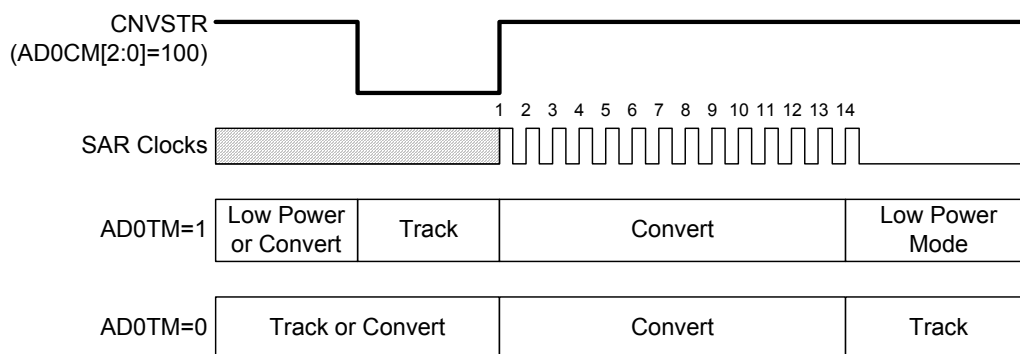 CNVSTR
(AD0CM[2:0]=100)
1 2 3 4 5 6 7 8 9 10 11 12 13 14
SAR Clocks
AD0TM=1
Low Power
or Convert
Track
Convert
Low Power
Mode
AD0TM=0
Track or Convert
Convert
Track